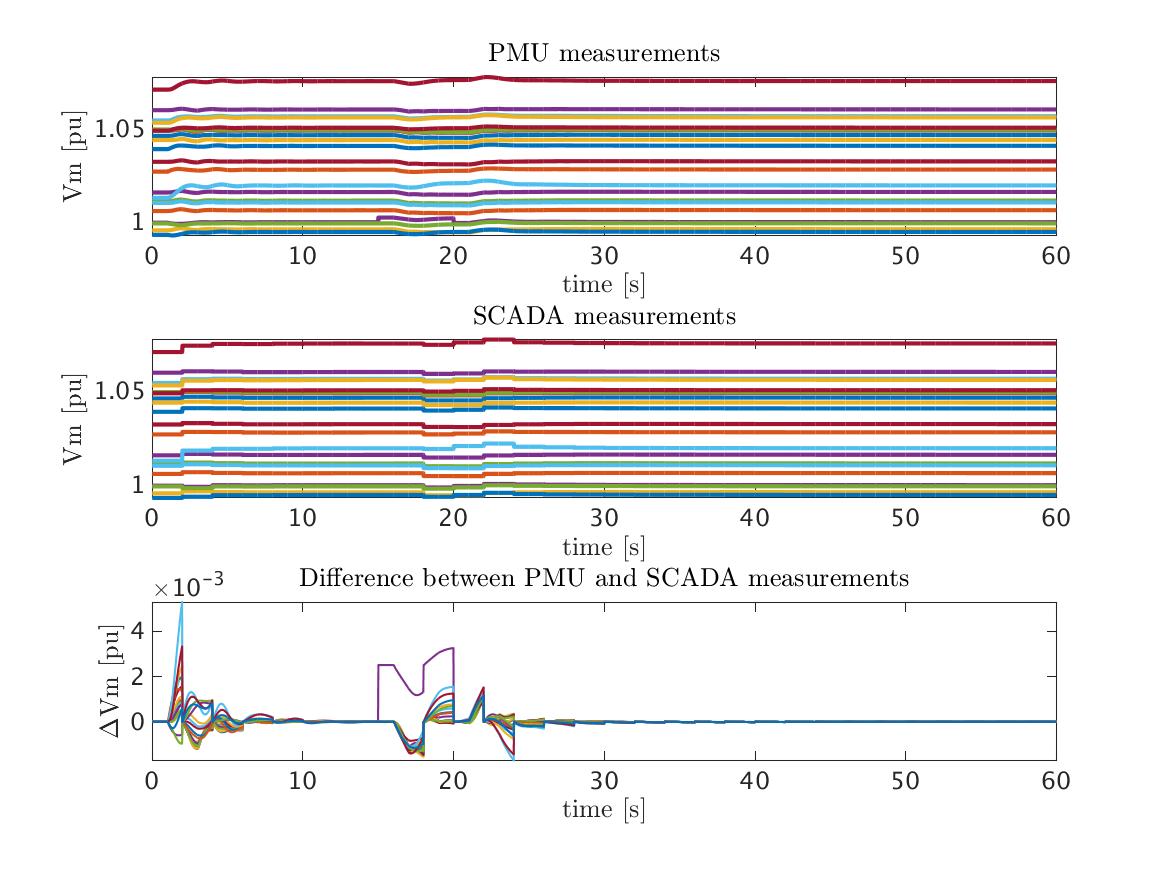 PMU measurements
1.05
1
Vm [pu]
0 10 20 30 40 50 60
time [s]
SCADA measurements
1.05
1
Vm [pu]
0 10 20 30 40 50 60
time [s]
×10⁻³
Difference between PMU and SCADA measurements
4
2
0
ΔVm [pu]
0 10 20 30 40 50 60
time [s]